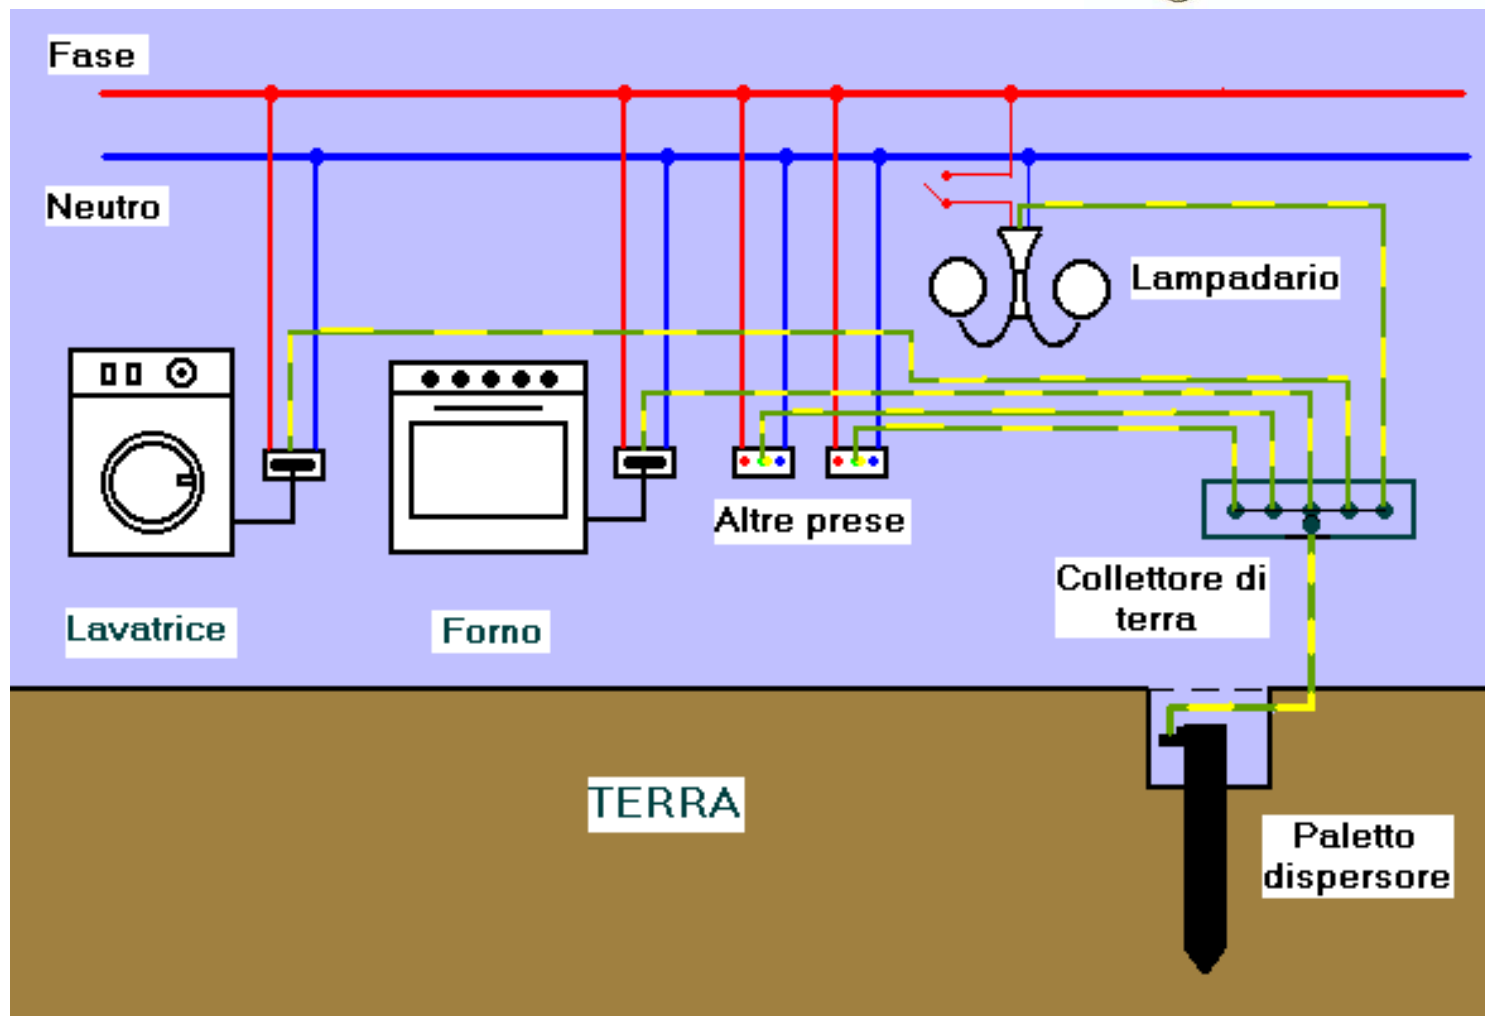 Fase
Neutro
Lampadario
Altre prese
Collettore di
terra
Lavatrice
Forno
TERRA
Paletto
dispersore